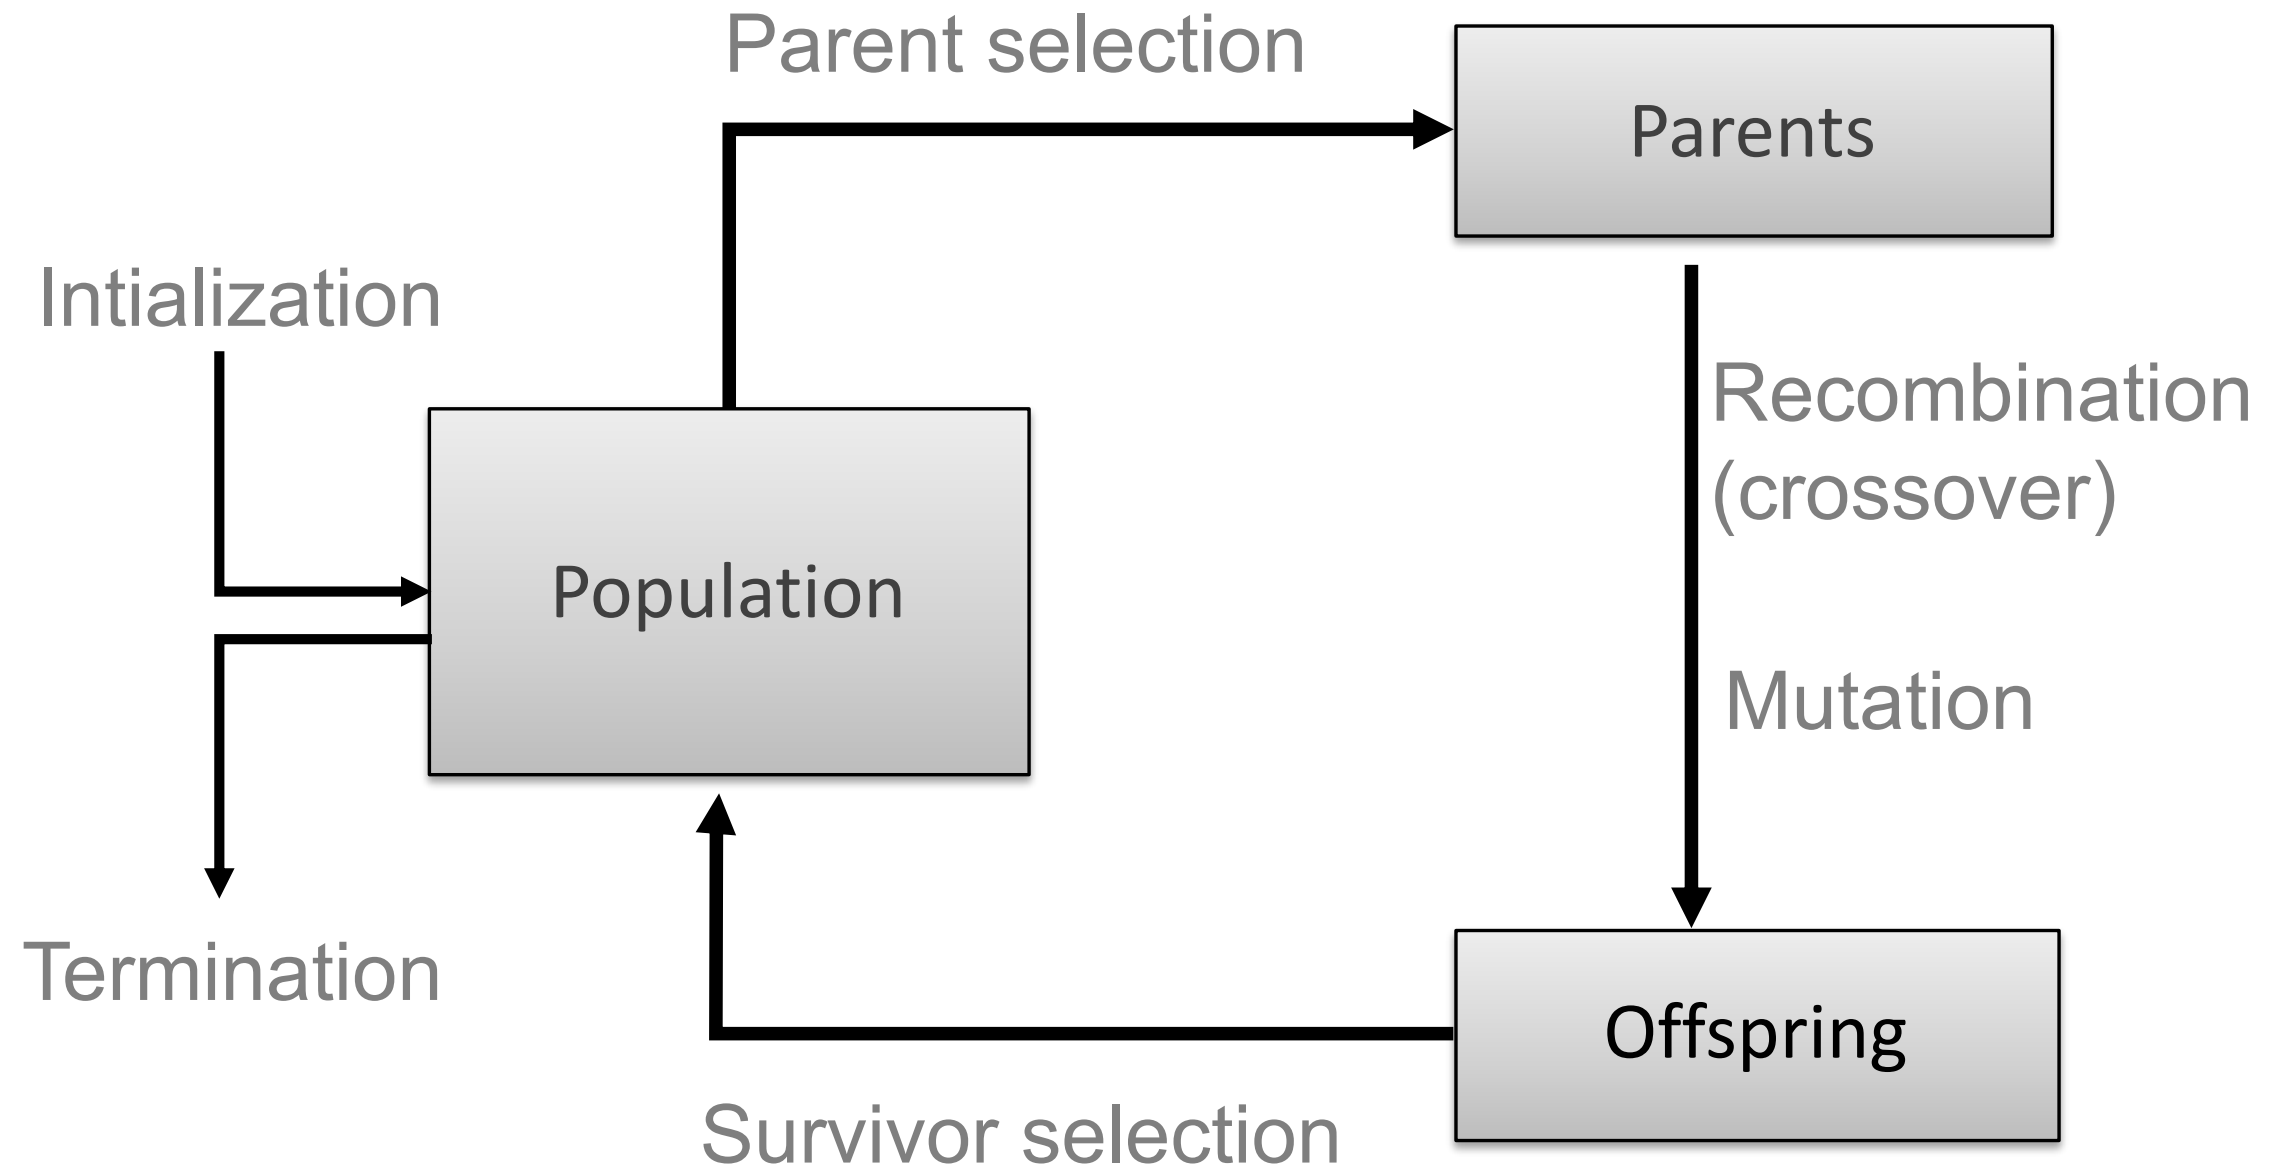 Parent selection
Parents
Intialization
Recombination
(crossover)
Population
Mutation
Termination
Offspring
Survivor selection